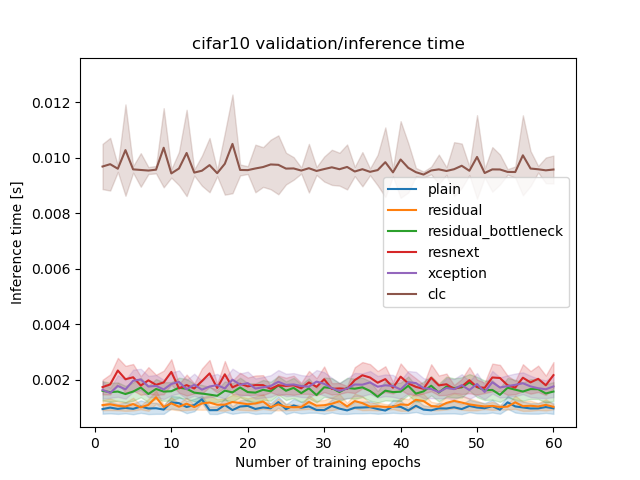 cifar10 validation/inference time
Inference time [s]
0.012
0.010
0.008
0.006
0.004
0.002
plain
residual
residual_bottleneck
resnext
xception
clc
0 10 20 30 40 50 60
Number of training epochs